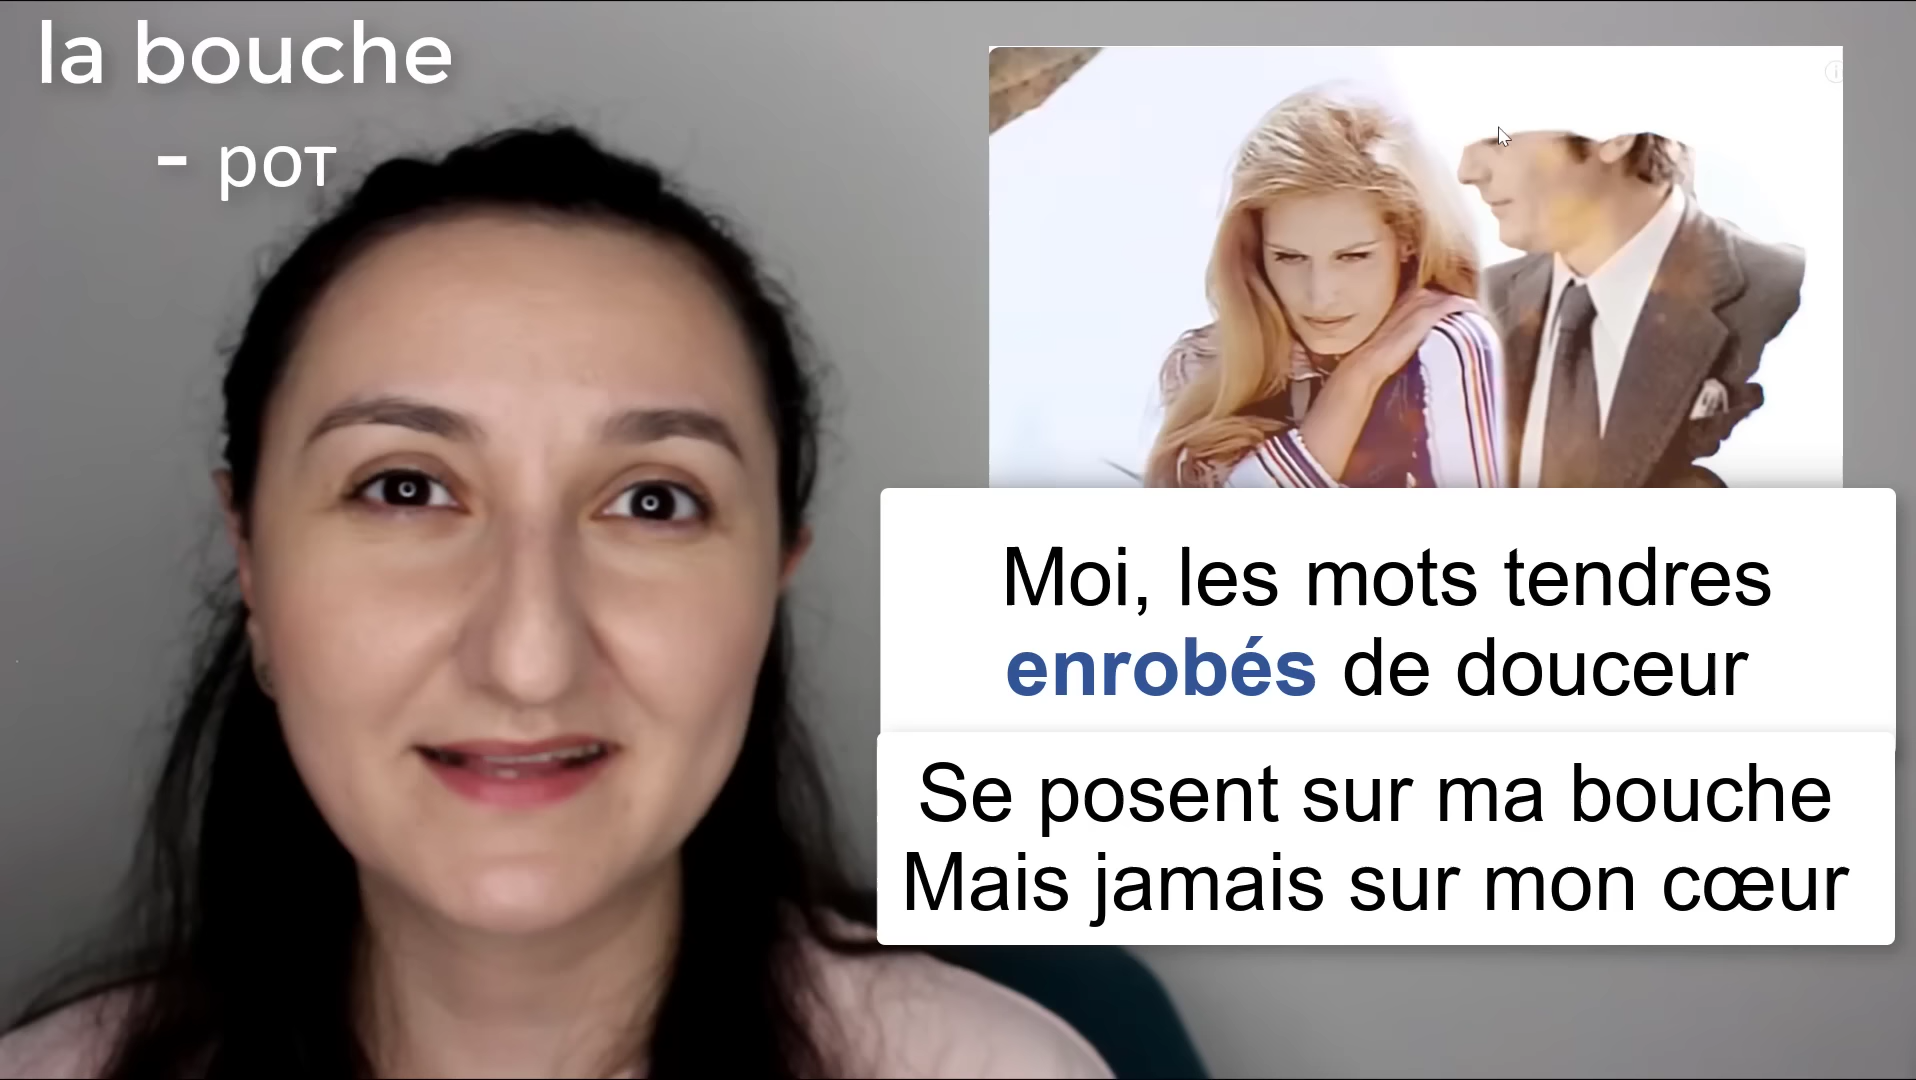 la bouche
- рот
Moi, les mots tendres
enrobés de douceur
Se posent sur ma bouche
Mais jamais sur mon cœur